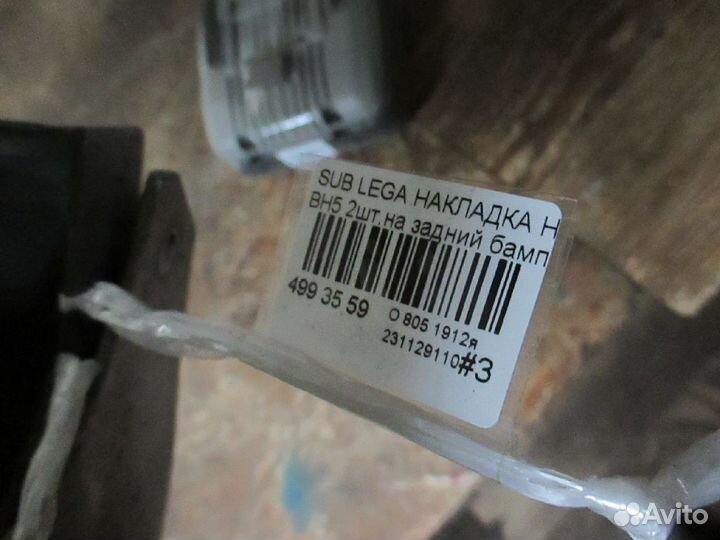 SUB LEGA НАКЛАДКА Н
BH5 2шт.на задний бамп
499 35 59
O 805 1912я
231129110#3
Avito